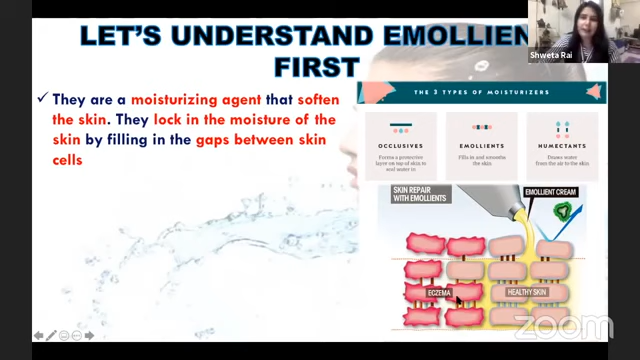 LET'S UNDERSTAND EMOLLIEN
FIRST
Shweta Rai
✓ They are a moisturizing agent that soften
the skin. They lock in the moisture of the
skin by filling in the gaps between skin
cells
THE 3 TYPES OF MOISTURIZERS
OCCLUSIVES
Forms a protective
layer on top of skin to
seal water in
EMOLLIENTS
Fills in and smooths
the skin
HUMECTANTS
Draws water
from the air to the skin
SKIN REPAIR
WITH EMOLLIENTS
EMOLLIENT CREAM
ECZEMA
HEALTHY SKIN
zoom